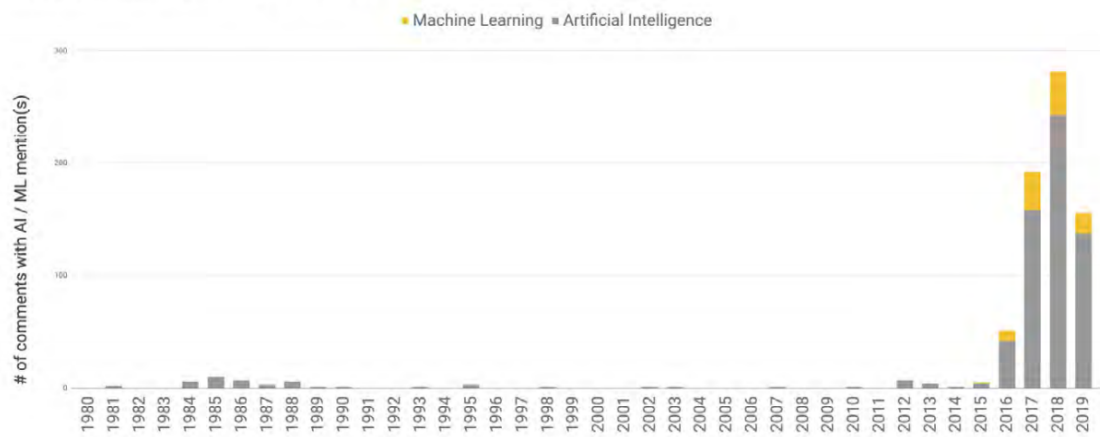 Machine Learning Artificial Intelligence
# of comments with AI / ML mention(s)
300
200
100
0
1980 1981 1982 1983 1984 1985 1986 1987 1988 1989 1990 1991 1992 1993 1994 1995 1996 1997 1998 1999 2000 2001 2002 2003 2004 2005 2006 2007 2008 2009 2010 2011 2012 2013 2014 2015 2016 2017 2018 2019